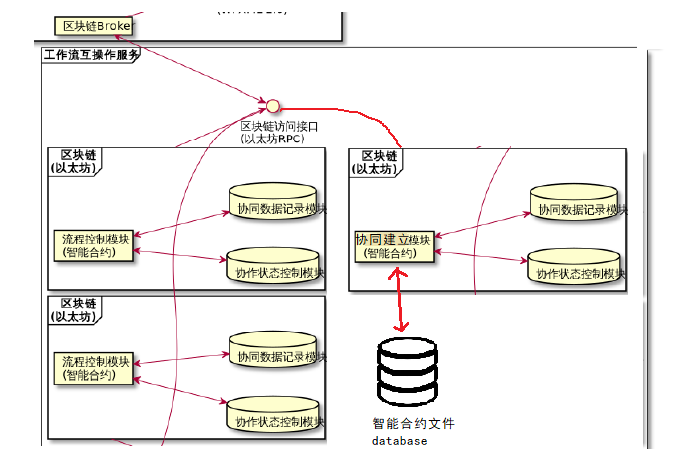 区块链Broker
工作流互操作服务
区块链访问接口
(以太坊RPC)
区块链
(以太坊)
协同数据记录模块
流程控制模块
(智能合约)
协作状态控制模块
区块链
(以太坊)
协同数据记录模块
协同建立模块
(智能合约)
协作状态控制模块
区块链
(以太坊)
协同数据记录模块
流程控制模块
(智能合约)
协作状态控制模块
智能合约文件
database